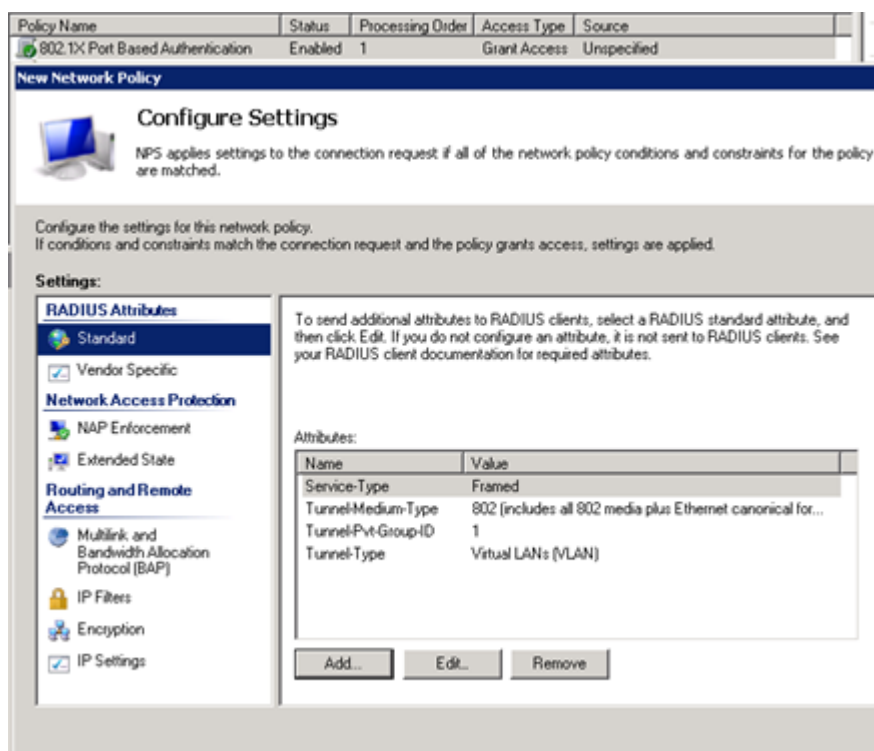 Policy Name Status Processing Order Access Type Source
802.1X Port Based Authentication Enabled 1 Grant Access Unspecified
New Network Policy
Configure Settings
NPS applies settings to the connection request if all of the network policy conditions and constraints for the policy
are matched.
Configure the settings for this network policy.
If conditions and constraints match the connection request and the policy grants access, settings are applied.
Settings:
RADIUS Attributes
Standard
Vendor Specific
Network Access Protection
NAP Enforcement
Extended State
Routing and Remote
Access
Multilink and
Bandwidth Allocation
Protocol (BAP)
IP Filters
Encryption
IP Settings
To send additional attributes to RADIUS clients, select a RADIUS standard attribute, and
then click Edit. If you do not configure an attribute, it is not sent to RADIUS clients. See
your RADIUS client documentation for required attributes.
Attributes:
Name Value
Service-Type Framed
Tunnel-Medium-Type 802 (includes all 802 media plus Ethernet canonical for...
Tunnel-Pvt-Group-ID 1
Tunnel-Type Virtual LANs (VLAN)
Add... Edit... Remove